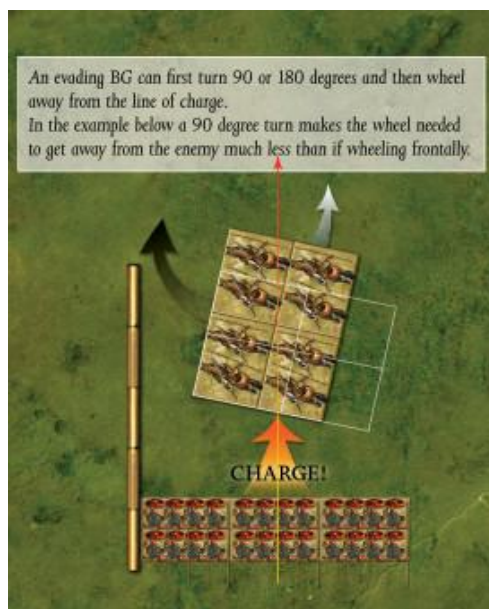 An evading BG can first turn 90 or 180 degrees and then wheel
away from the line of charge.
In the example below a 90 degree turn makes the wheel needed
to get away from the enemy much less than if wheeling frontally.
CHARGE!